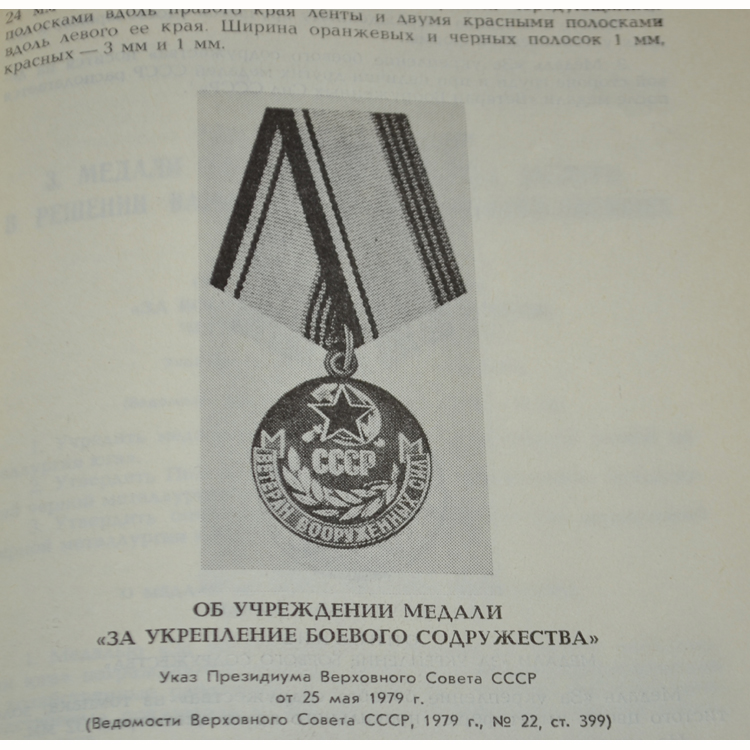 24 мм
полосками вдоль правого края ленты и двумя красными полосками
вдоль левого ее края. Ширина оранжевых и черных полосок 1 мм,
красных — 3 мм и 1 мм.
СССР
ВЕТЕРАН ВООРУЖЕННЫХ СИЛ
ОБ УЧРЕЖДЕНИИ МЕДАЛИ
«ЗА УКРЕПЛЕНИЕ БОЕВОГО СОДРУЖЕСТВА»
Указ Президиума Верховного Совета СССР
от 25 мая 1979 г.
(Ведомости Верховного Совета СССР, 1979 г., № 22, ст. 399)